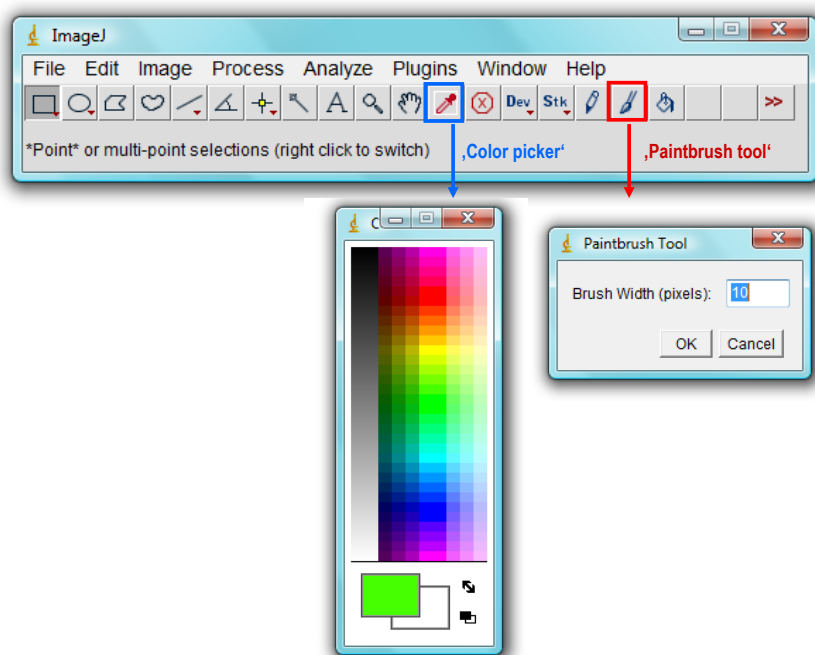 ImageJ
File Edit Image Process Analyze Plugins Window Help
A Dev Stk >>
*Point* or multi-point selections (right click to switch)
‚Color picker‘
‚Paintbrush tool‘
C
Paintbrush Tool
Brush Width (pixels): 10
OK Cancel